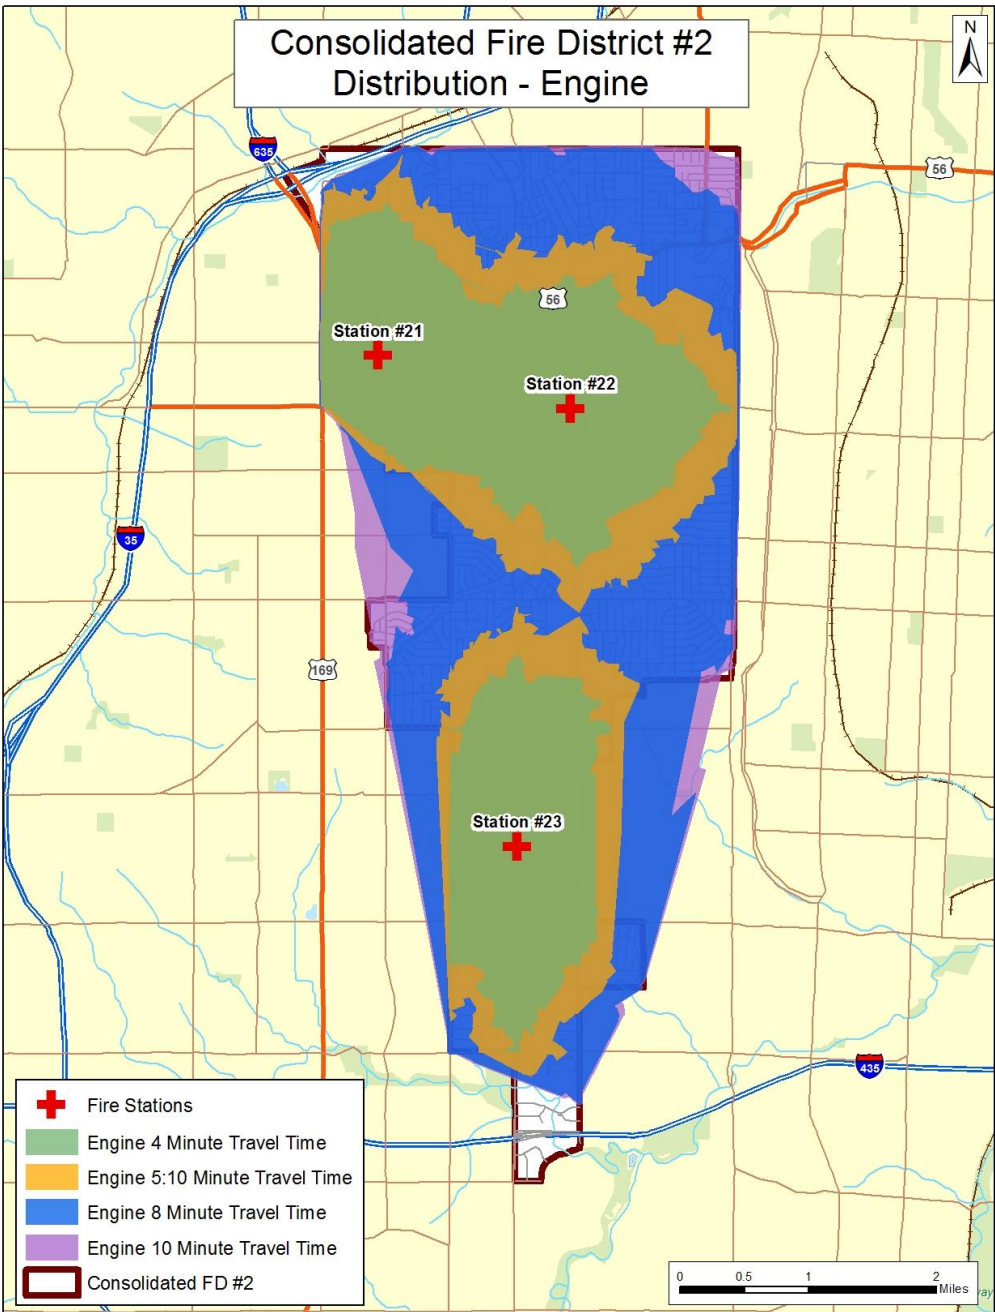 Consolidated Fire District #2
Distribution - Engine
N
635
56
56
Station #21
Station #22
35
169
Station #23
435
Fire Stations
Engine 4 Minute Travel Time
Engine 5:10 Minute Travel Time
Engine 8 Minute Travel Time
Engine 10 Minute Travel Time
Consolidated FD #2
0 0.5 1 2
Miles